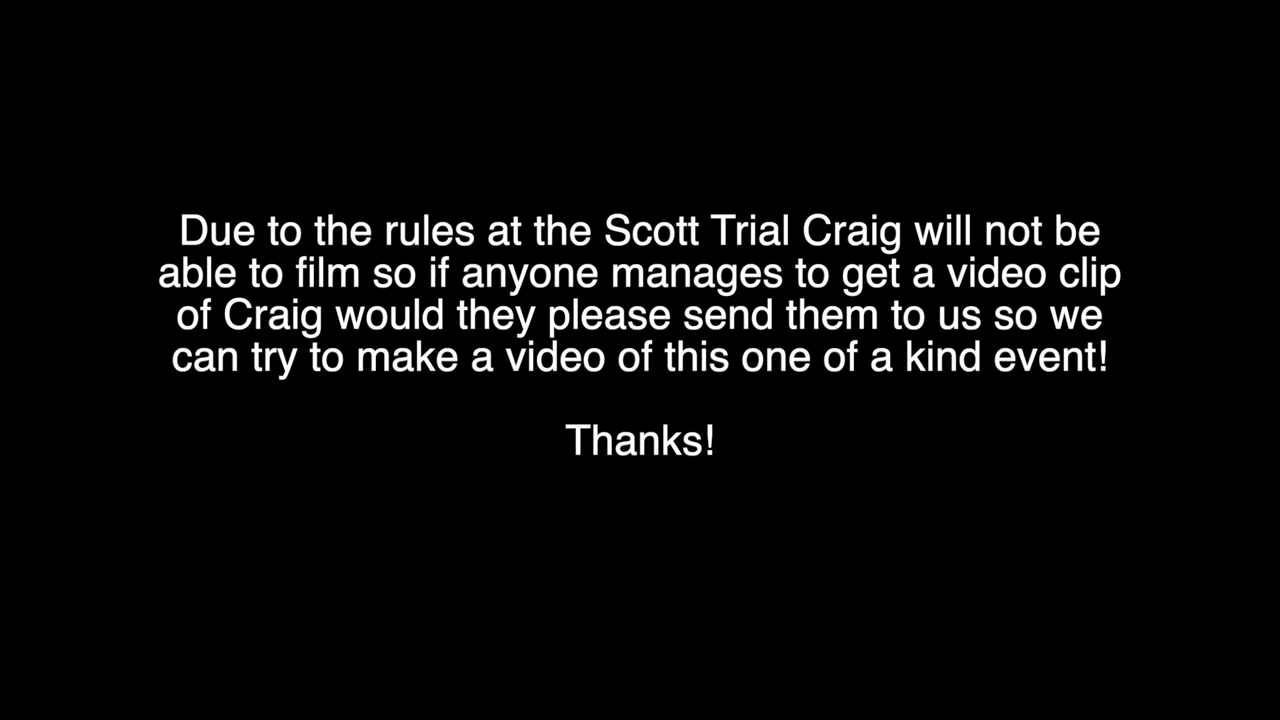 Due to the rules at the Scott Trial Craig will not be
able to film so if anyone manages to get a video clip
of Craig would they please send them to us so we
can try to make a video of this one of a kind event!
Thanks!